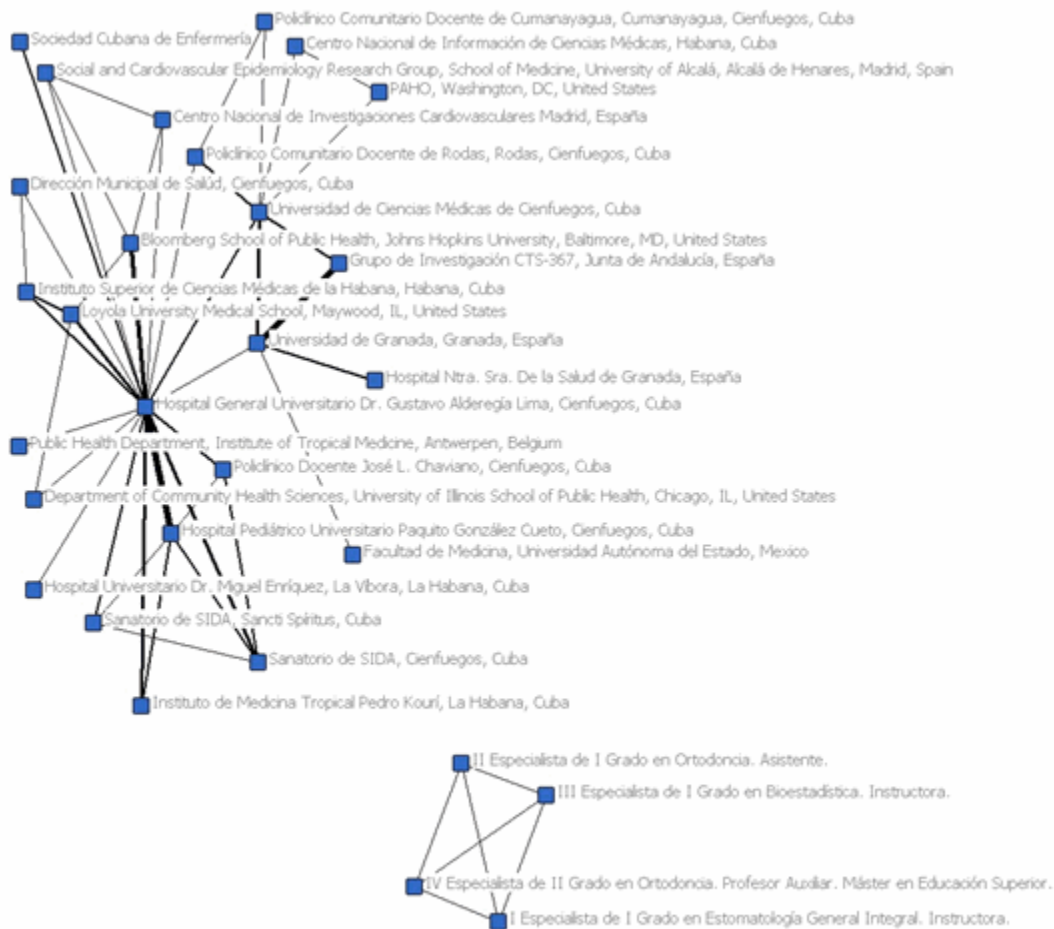 Policlínico Comunitario Docente de Cumanayagua, Cumanayagua, Cienfuegos, Cuba
Sociedad Cubana de Enfermería
Centro Nacional de Información de Ciencias Médicas, Habana, Cuba
Social and Cardiovascular Epidemiology Research Group, School of Medicine, University of Alcalá, Alcalá de Henares, Madrid, Spain
PAHO, Washington, DC, United States
Centro Nacional de Investigaciones Cardiovasculares Madrid, España
Policlínico Comunitario Docente de Rodas, Rodas, Cienfuegos, Cuba
Dirección Municipal de Salúd, Cienfuegos, Cuba
Universidad de Ciencias Médicas de Cienfuegos, Cuba
Bloomberg School of Public Health, Johns Hopkins University, Baltimore, MD, United States
Grupo de Investigación CTS-367, Junta de Andalucía, España
Instituto Superior de Ciencias Médicas de la Habana, Habana, Cuba
Loyola University Medical School, Maywood, IL, United States
Universidad de Granada, Granada, España
Hospital Ntra. Sra. De la Salud de Granada, España
Hospital General Universitario Dr. Gustavo Alderegía Lima, Cienfuegos, Cuba
Public Health Department, Institute of Tropical Medicine, Antwerpen, Belgium
Policlínico Docente José L. Chaviano, Cienfuegos, Cuba
Department of Community Health Sciences, University of Illinois School of Public Health, Chicago, IL, United States
Hospital Pediátrico Universitario Paquito González Cueto, Cienfuegos, Cuba
Facultad de Medicina, Universidad Autónoma del Estado, Mexico
Hospital Universitario Dr. Miguel Enríquez, La Víbora, La Habana, Cuba
Sanatorio de SIDA, Sancti Spíritus, Cuba
Sanatorio de SIDA, Cienfuegos, Cuba
Instituto de Medicina Tropical Pedro Kourí, La Habana, Cuba
II Especialista de I Grado en Ortodoncia. Asistente.
III Especialista de I Grado en Bioestadística. Instructora.
IV Especialista de II Grado en Ortodoncia. Profesor Auxiliar. Máster en Educación Superior.
I Especialista de I Grado en Estomatología General Integral. Instructora.